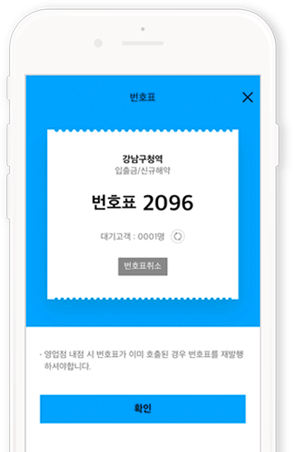 번호표
강남구청역
입출금/신규해약
번호표 2096
대기고객 : 0001명
번호표취소
· 영업점 내점 시 번호표가 이미 호출된 경우 번호표를 재발행
하셔야합니다.
확인